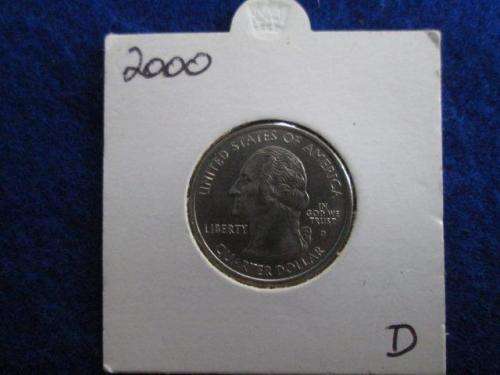 2000
UNITED STATES OF AMERICA
LIBERTY
IN
GOD WE
TRUST
D
QUARTER DOLLAR
D